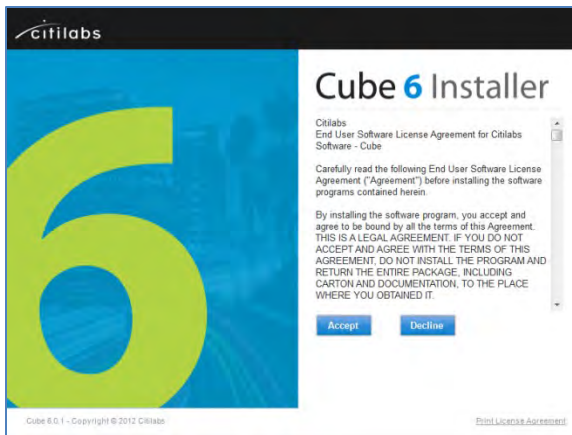 citilabs
6
Cube 6 Installer
Citilabs
End User Software License Agreement for Citilabs
Software - Cube
Carefully read the following End User Software License
Agreement ("Agreement") before installing the software
programs contained herein.
By installing the software program, you accept and
agree to be bound by all the terms of this Agreement.
THIS IS A LEGAL AGREEMENT. IF YOU DO NOT
ACCEPT AND AGREE WITH THE TERMS OF THIS
AGREEMENT, DO NOT INSTALL THE PROGRAM AND
RETURN THE ENTIRE PACKAGE, INCLUDING
CARTON AND DOCUMENTATION, TO THE PLACE
WHERE YOU OBTAINED IT.
Accept Decline
Cube 6.0.1 - Copyright © 2012 Citilabs Print License Agreement